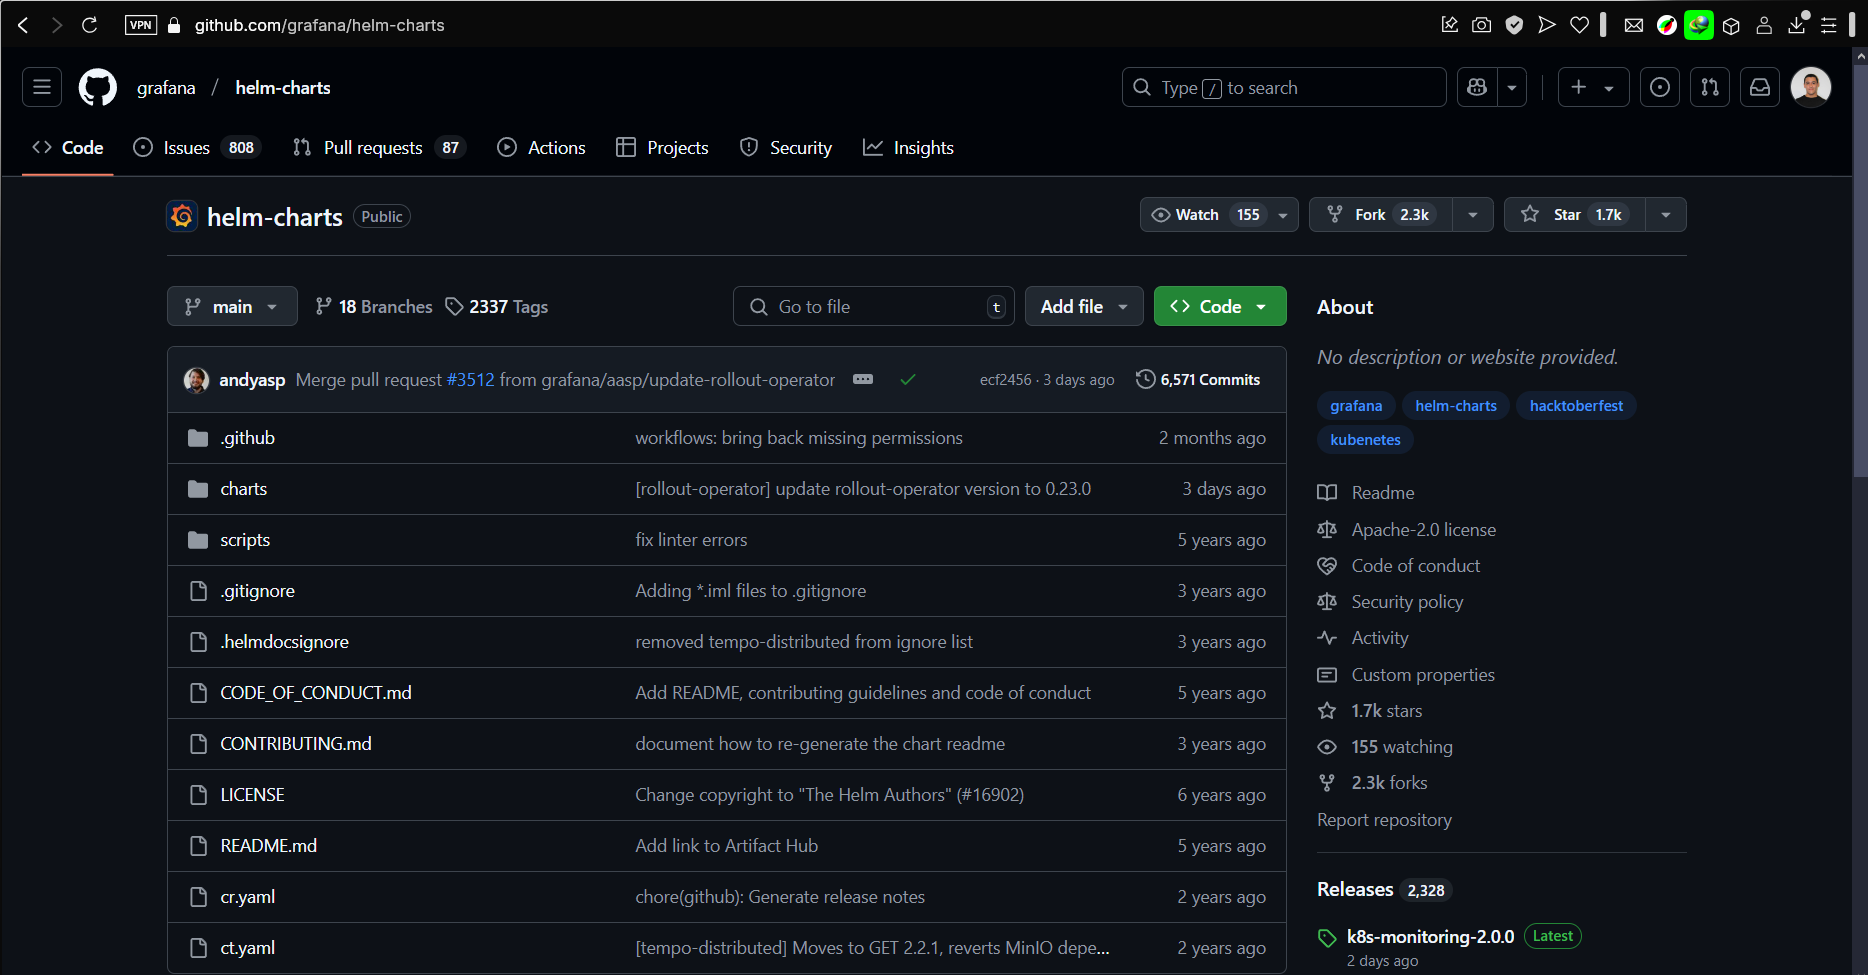 VPN github.com/grafana/helm-charts
grafana / helm-charts Type / to search
Code Issues 808 Pull requests 87 Actions Projects Security Insights
helm-charts Public Watch 155 Fork 2.3k Star 1.7k
main 18 Branches 2337 Tags Go to file t Add file Code
andyasp Merge pull request #3512 from grafana/aasp/update-rollout-operator ecf2456 · 3 days ago 6,571 Commits
.github workflows: bring back missing permissions 2 months ago
charts [rollout-operator] update rollout-operator version to 0.23.0 3 days ago
scripts fix linter errors 5 years ago
.gitignore Adding *.iml files to .gitignore 3 years ago
.helmdocsignore removed tempo-distributed from ignore list 3 years ago
CODE_OF_CONDUCT.md Add README, contributing guidelines and code of conduct 5 years ago
CONTRIBUTING.md document how to re-generate the chart readme 3 years ago
LICENSE Change copyright to "The Helm Authors" (#16902) 6 years ago
README.md Add link to Artifact Hub 5 years ago
cr.yaml chore(github): Generate release notes 2 years ago
ct.yaml [tempo-distributed] Moves to GET 2.2.1, reverts MinIO depe... 2 years ago
About
No description or website provided.
grafana helm-charts hacktoberfest
kubenetes
Readme
Apache-2.0 license
Code of conduct
Security policy
Activity
Custom properties
1.7k stars
155 watching
2.3k forks
Report repository
Releases 2,328
k8s-monitoring-2.0.0 Latest
2 days ago